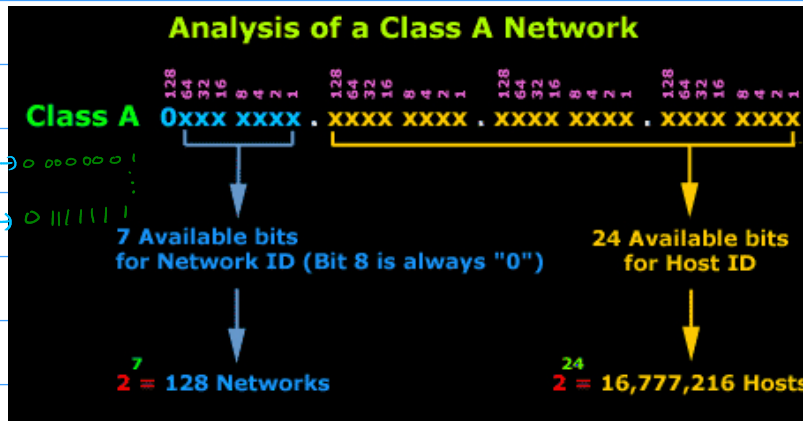 Analysis of a Class A Network
128 64 32 16 8 4 2 1 128 64 32 16 8 4 2 1 128 64 32 16 8 4 2 1 128 64 32 16 8 4 2 1
Class A 0xxx xxxx . xxxx xxxx . xxxx xxxx . xxxx xxxx
0 000000 1
0 1111111
7 Available bits
for Network ID (Bit 8 is always "0")
24 Available bits
for Host ID
7
2 = 128 Networks
24
2 = 16,777,216 Hosts